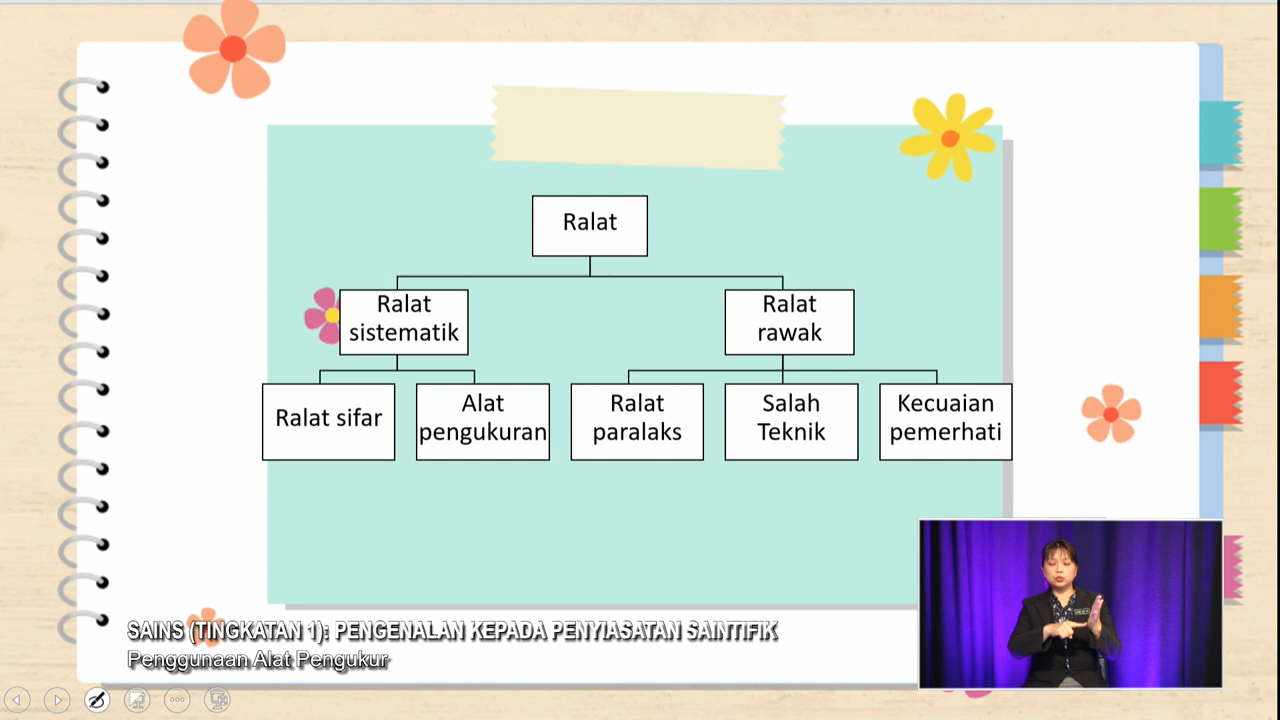 Ralat
Ralat
sistematik
Ralat
rawak
Ralat sifar
Alat
pengukuran
Ralat
paralaks
Salah
Teknik
Kecuaian
pemerhati
SAINS (TINGKATAN 1): PENGENALAN KEPADA PENYIASATAN SAINTIFIK
Penggunaan Alat Pengukur